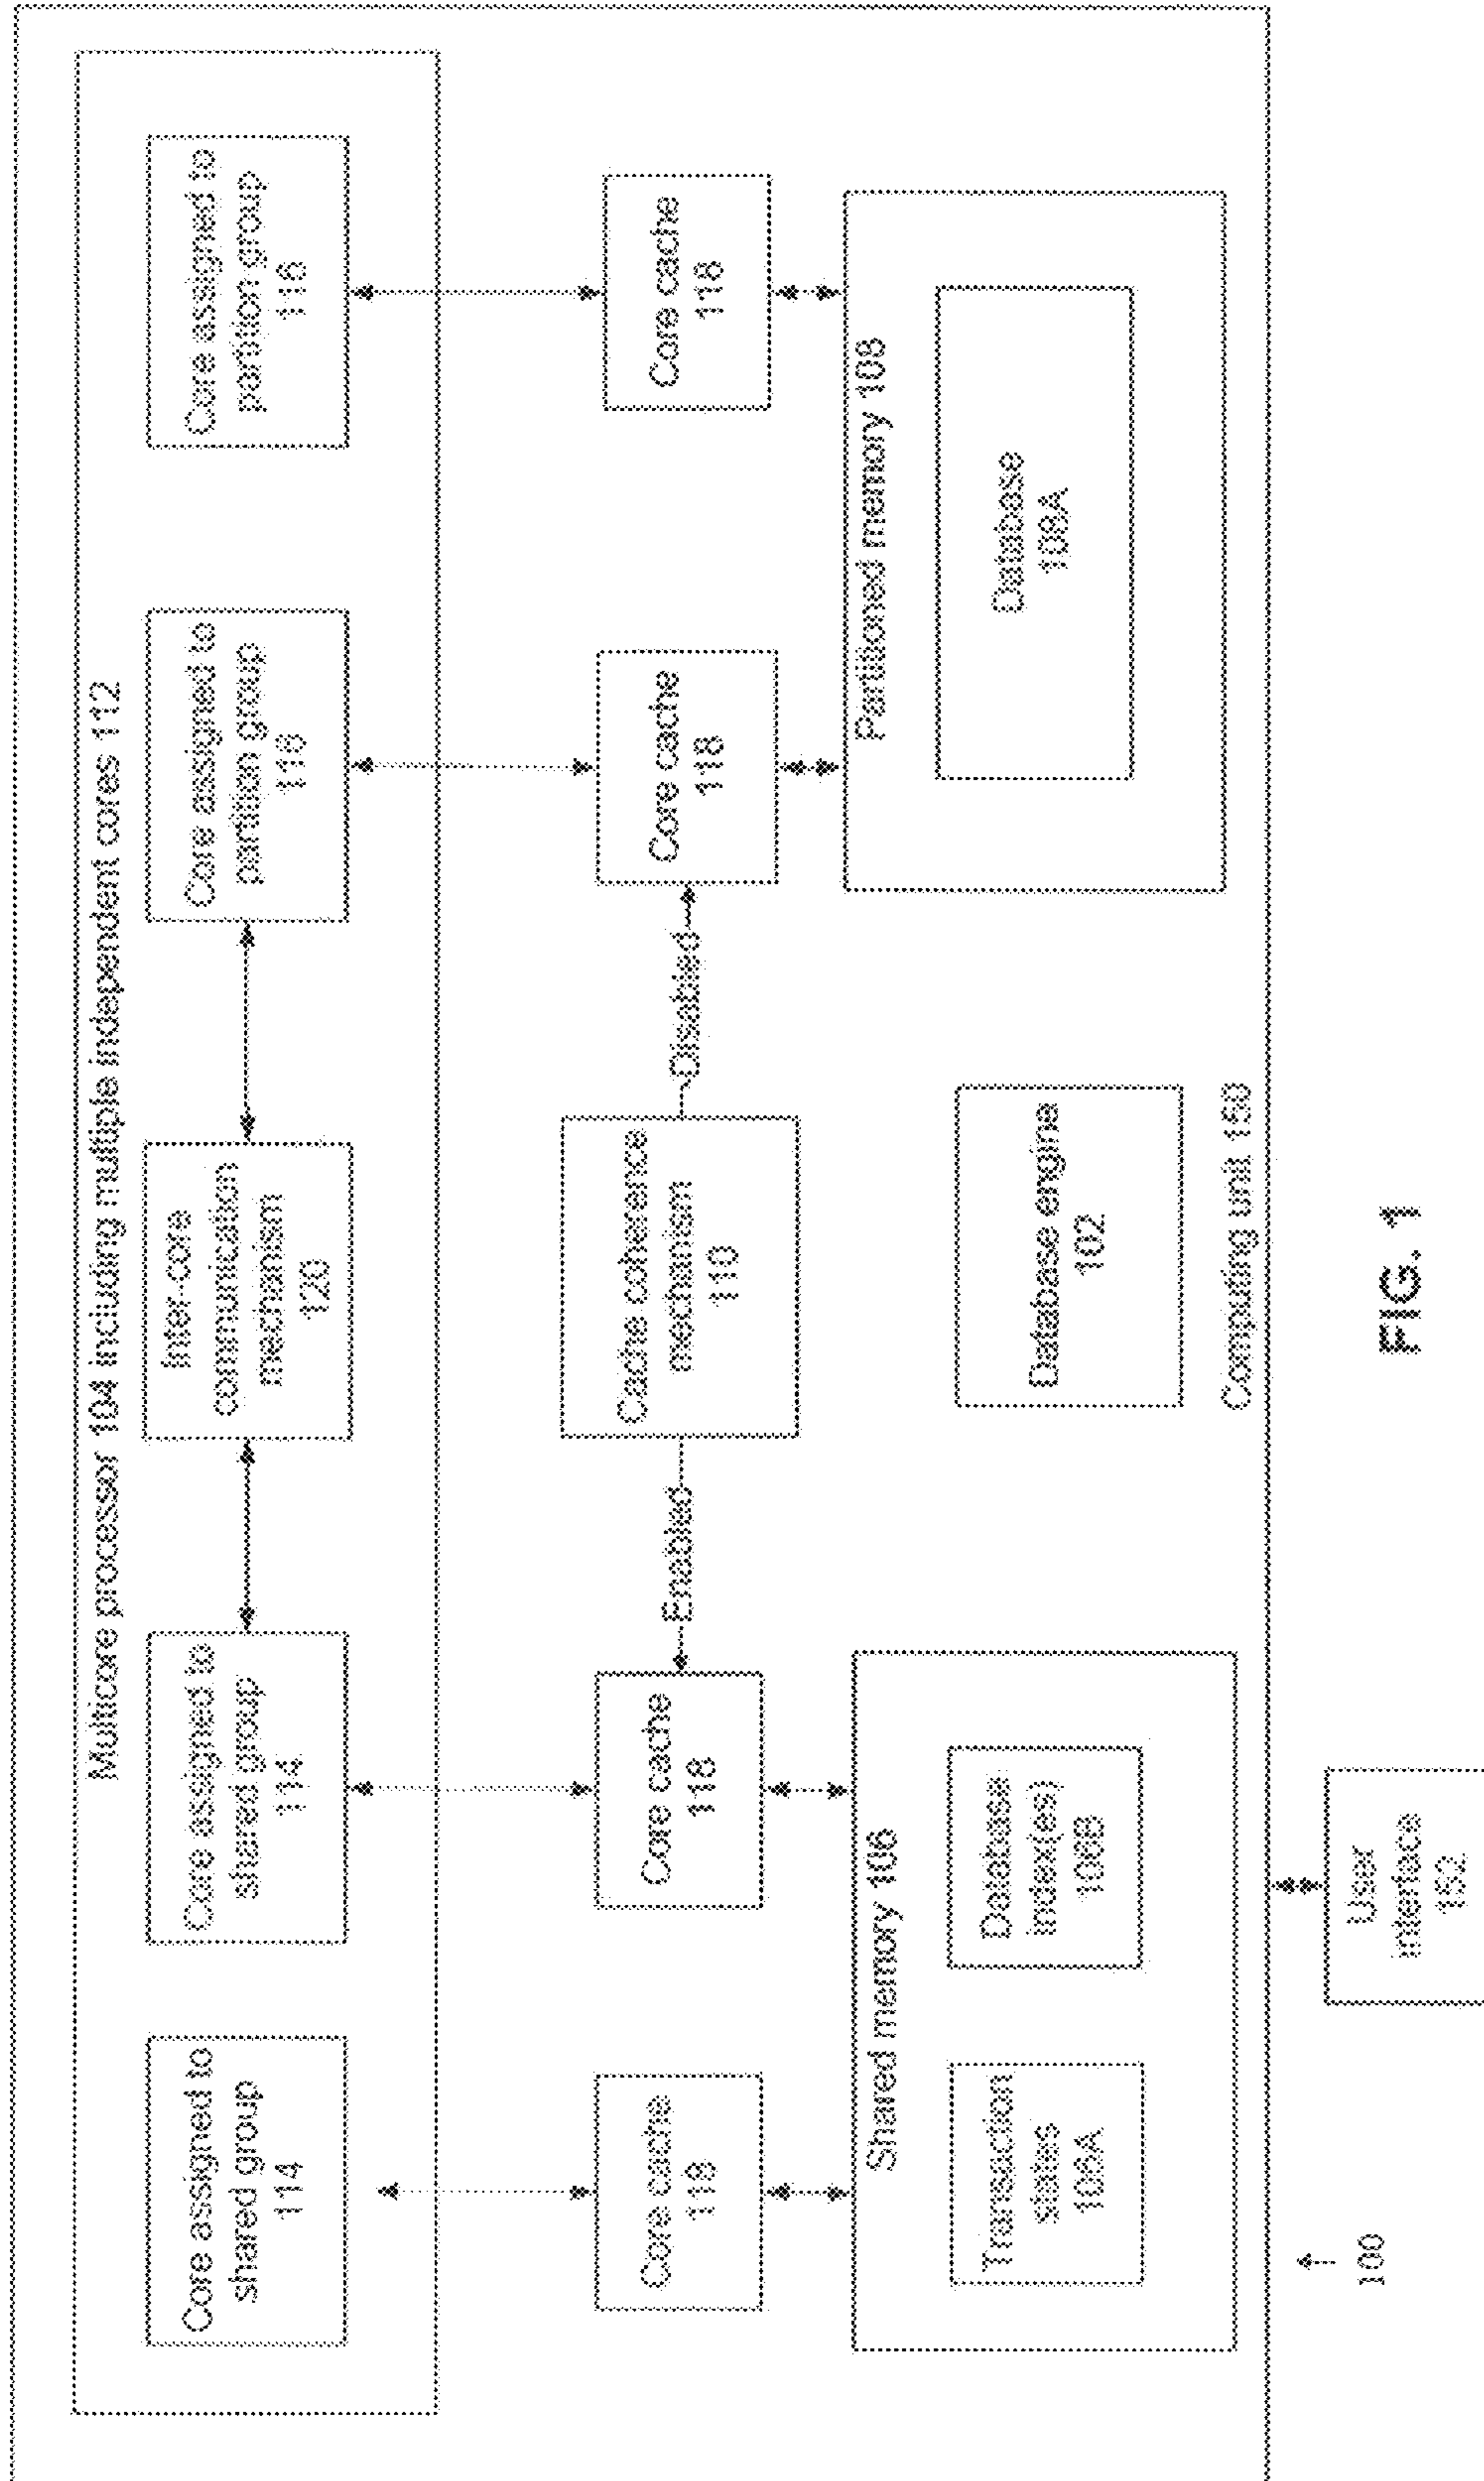 Multicore processor 104 including multiple independent cores 112
Core assigned to
shared group
114
Core assigned to
shared group
114
Inter-core
communication
mechanism
120
Core assigned to
partition group
116
Core assigned to
partition group
116
Core cache
118
Core cache
118
Enabled
Cache coherence
mechanism
110
Disabled
Core cache
118
Core cache
118
Shared memory 106
Transaction
states
106A
Database
index(es)
106B
Database engine
102
Partitioned memory 108
Database
108A
Computing unit 150
100
User
interface
152
FIG. 1